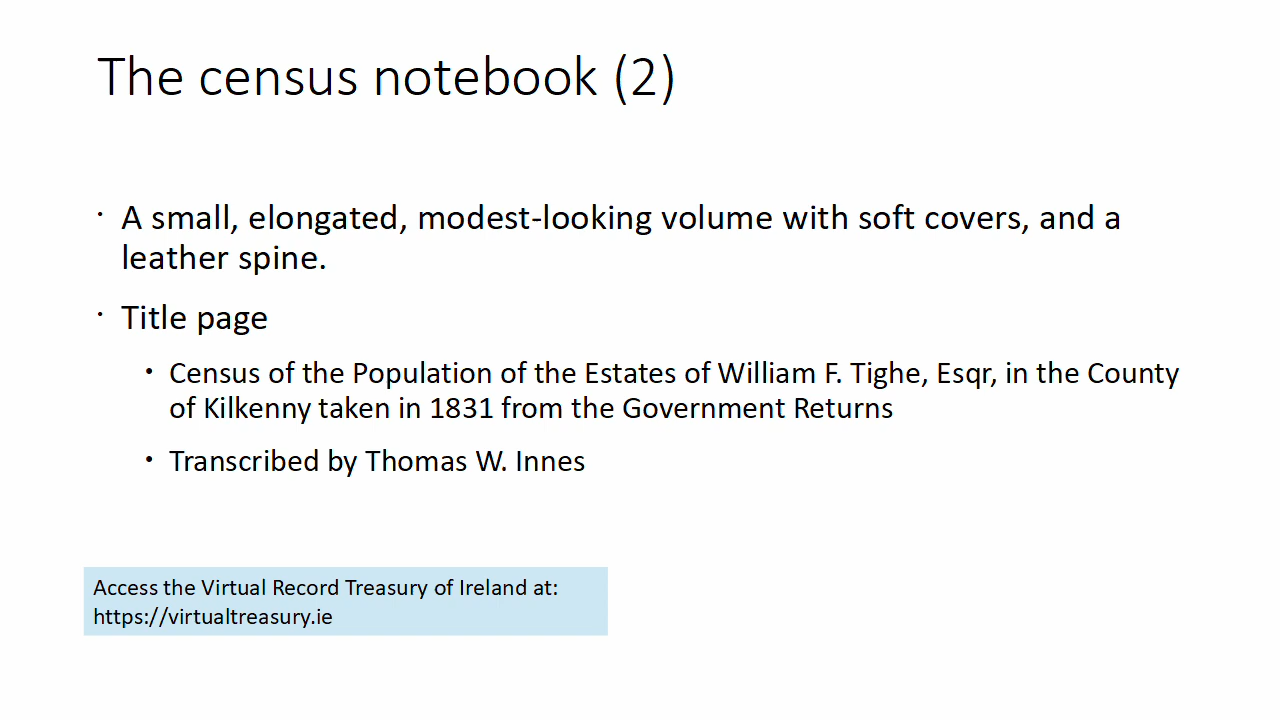 The census notebook (2)
• A small, elongated, modest-looking volume with soft covers, and a
leather spine.
• Title page
• Census of the Population of the Estates of William F. Tighe, Esqr, in the County
of Kilkenny taken in 1831 from the Government Returns
• Transcribed by Thomas W. Innes
Access the Virtual Record Treasury of Ireland at:
https://virtualtreasury.ie